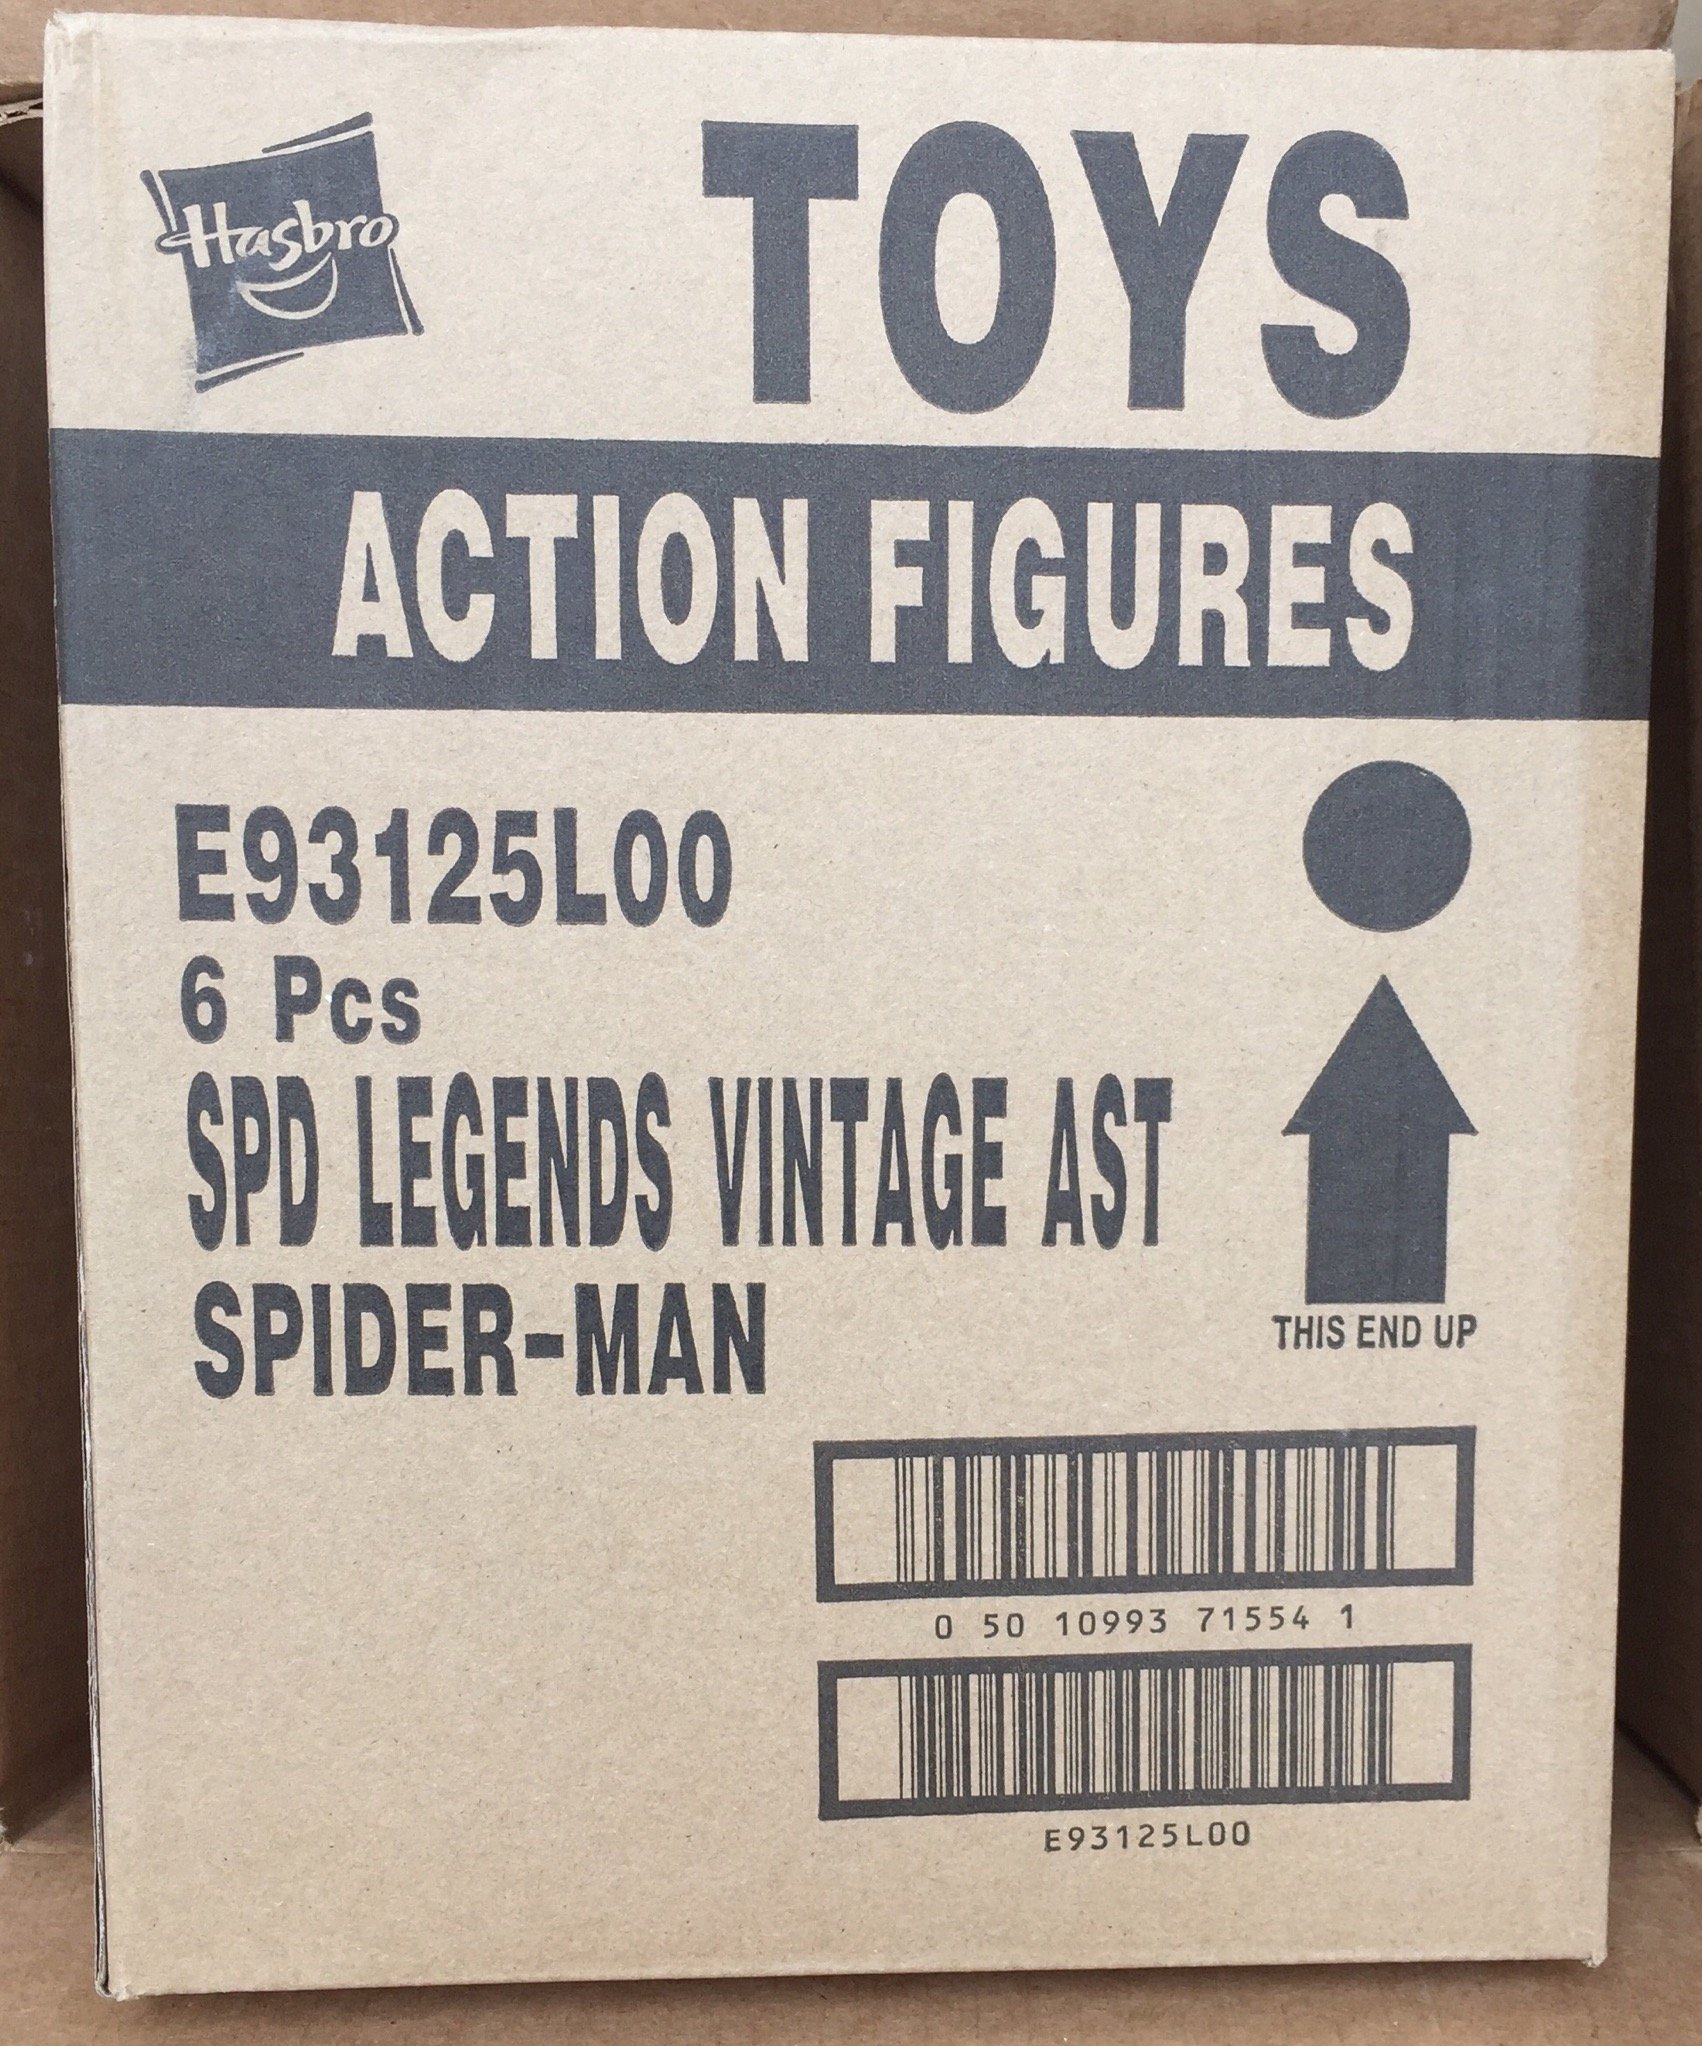 Hasbro
TOYS
ACTION FIGURES
E93125L00
6 Pcs
SPD LEGENDS VINTAGE AST
SPIDER-MAN
THIS END UP
0 50 10993 71554 1
E93125L00